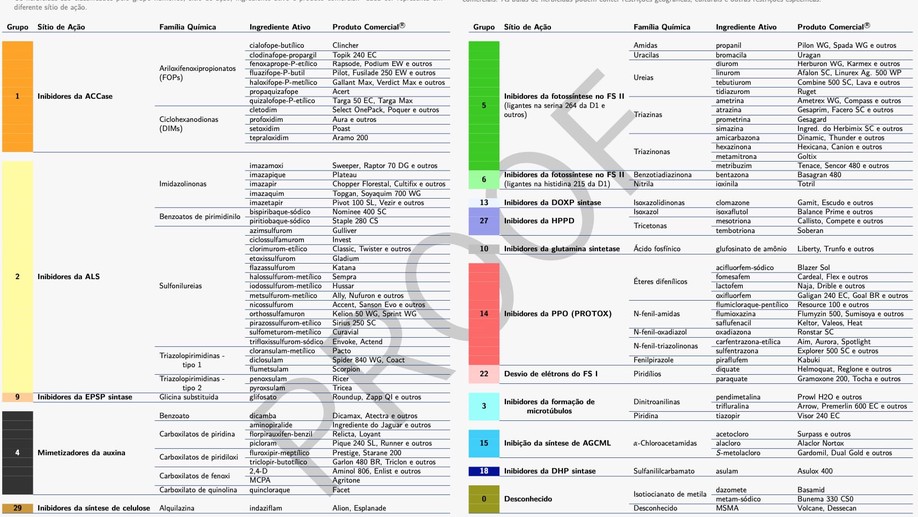 diferente sítio de ação.
Grupo Sítio de Ação Família Química Ingrediente Ativo Produto Comercial®
1 Inibidores da ACCase
Ariloxifenoxipropionatos (FOPs)
cialofope-butílico Clincher
clodinafope-propargil Topik 240 EC
fenoxaprope-P-etílico Rapsode, Podium EW e outros
fluazifope-P-butil Pilot, Fusilade 250 EW e outros
haloxifope-P-metílico Gallant Max, Verdict Max e outros
propaquizafope Acert
quizalofope-P-etílico Targa 50 EC, Targa Max
Ciclohexanodionas (DIMs)
cletodim Select OnePack, Poquer e outros
profoxidim Aura e outros
setoxidim Poast
tepraloxidim Aramo 200
2 Inibidores da ALS
Imidazolinonas
imazamoxi Sweeper, Raptor 70 DG e outros
imazapique Plateau
imazapir Chopper Florestal, Cultifix e outros
imazaquim Topgan, Soyaquim 700 WG
imazetapir Pivot 100 SL, Vezir e outros
Benzoatos de pirimidinilo
bispiribaque-sódico Nominee 400 SC
piritiobaque-sódico Staple 280 CS
Sulfonilureias
azimsulfurom Gulliver
ciclossulfamurom Invest
clorimurom-etílico Classic, Twister e outros
etoxissulfurom Gladium
flazassulfurom Katana
halossulfurom-metílico Sempra
iodossulfurom-metílico Hussar
metsulfurom-metílico Ally, Nufuron e outros
nicossulfurom Accent, Sanson Evo e outros
orthossulfamurom Kelion 50 WG, Sprint WG
pirazossulfurom-etílico Sirius 250 SC
sulfometurom-metílico Curavial
trifloxissulfurom-sódico Envoke, Actend
Triazolopirimidinas - tipo 1
cloransulam-metílico Pacto
diclosulam Spider 840 WG, Coact
flumetsulam Scorpion
Triazolopirimidinas - tipo 2
penoxsulam Ricer
pyroxsulam Tricea
9 Inibidores da EPSP sintase Glicina substituída glifosato Roundup, Zapp QI e outros
4 Mimetizadores da auxina
Benzoato dicamba Dicamax, Atectra e outros
Carboxilatos de piridina
aminopiralide Ingrediente do Jaguar e outros
florpirauxifen-benzil Relicta, Loyant
picloram Pique 240 SL, Runner e outros
Carboxilatos de piridiloxi
fluroxipir-meptílico Prestige, Starane 200
triclopir-butotílico Garlon 480 BR, Triclon e outros
Carboxilatos de fenoxi
2,4-D Aminol 806, Enlist e outros
MCPA Agritone
Carboxilato de quinolina quincloraque Facet
29 Inibidores da síntese de celulose Alquilazina indaziflam Alion, Esplanade
Grupo Sítio de Ação Família Química Ingrediente Ativo Produto Comercial®
5 Inibidores da fotossíntese no FS II
(ligantes na serina 264 da D1 e outros)
Amidas propanil Pilon WG, Spada WG e outros
Uracilas bromacila Uragan
Ureias
diurom Herburon WG, Karmex e outros
linurom Afalon SC, Linurex Ag. 500 WP
tebutiurom Combine 500 SC, Lava e outros
tidiazurom Ruget
Triazinas
ametrina Ametrex WG, Compass e outros
atrazina Gesaprim, Facero SC e outros
prometrina Gesagard
simazina Ingred. do Herbimix SC e outros
Triazinonas
amicarbazona Dinamic, Thunder e outros
hexazinona Hexicana, Canion e outros
metamitrona Goltix
metribuzim Tenace, Sencor 480 e outros
6 Inibidores da fotossíntese no FS II
(ligantes na histidina 215 da D1)
Benzotiadiazinona bentazona Basagran 480
Nitrila ioxinila Totril
13 Inibidores da DOXP sintase Isoxazolidinonas clomazone Gamit, Escudo e outros
27 Inibidores da HPPD
Isoxazol isoxaflutol Balance Prime e outros
Tricetonas
mesotriona Callisto, Compete e outros
tembotriona Soberan
10 Inibidores da glutamina sintetase Ácido fosfínico glufosinato de amônio Liberty, Trunfo e outros
14 Inibidores da PPO (PROTOX)
Éteres difenílicos
acifluorfem-sódico Blazer Sol
fomesafem Cardeal, Flex e outros
lactofem Naja, Drible e outros
oxifluorfem Galigan 240 EC, Goal BR e outros
N-fenil-amidas
flumicloraque-pentílico Resource 100 e outros
flumioxazina Flumyzin 500, Sumisoya e outros
saflufenacil Keltor, Valeos, Heat
N-fenil-oxadiazol oxadiazona Ronstar SC
N-fenil-triazolinonas
carfentrazona-etílica Aim, Aurora, Spotlight
sulfentrazona Explorer 500 SC e outros
Fenilpirazole piraflufem Kabuki
22 Desvio de elétrons do FS I Piridílios
diquate Helmoquat, Reglone e outros
paraquate Gramoxone 200, Tocha e outros
3 Inibidores da formação de microtúbulos
Dinitroanilinas
pendimetalina Prowl H2O e outros
trifluralina Arrow, Premerlin 600 EC e outros
Piridina tiazopir Visor 240 EC
15 Inibição da síntese de AGCML α-Chloroacetamidas
acetocloro Surpass e outros
alacloro Alaclor Nortox
S-metolacloro Gardomil, Dual Gold e outros
18 Inibidores da DHP sintase Sulfanililcarbamato asulam Asulox 400
0 Desconhecido
Isotiocianato de metila
dazomete Basamid
metam-sódico Bunema 330 CS0
Desconhecido MSMA Volcane, Dessecan
PROOF